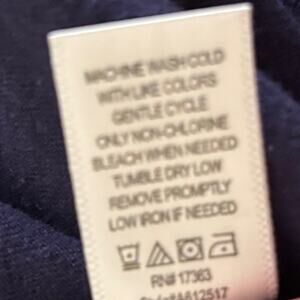 MACHINE WASH COLD
WITH LIKE COLORS
GENTLE CYCLE
ONLY NON-CHLORINE
BLEACH WHEN NEEDED
TUMBLE DRY LOW
REMOVE PROMPTLY
LOW IRON IF NEEDED
RN# 17363